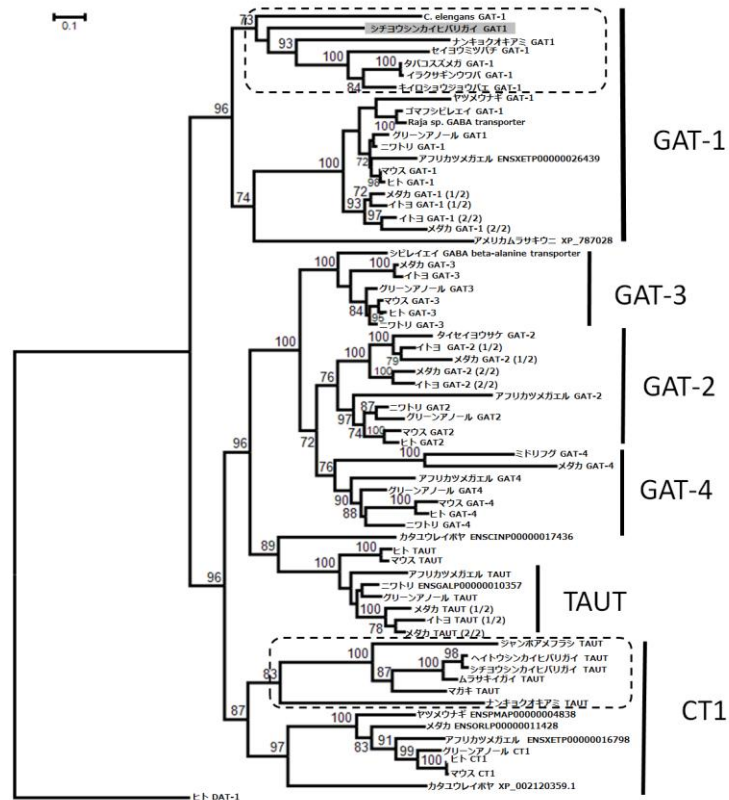 0.1
73
C. elengans GAT-1
シチヨウシンカイヒバリガイ GAT1
93
ナンキョクオキアミ GAT1
セイヨウミツバチ GAT-1
100
タバコスズメガ GAT-1
イラクサギンウワバ GAT-1
84
キイロショウジョウバエ GAT-1
96
ヤツメウナギ GAT-1
ゴマフシビレエイ GAT-1
100
Raja sp. GABA transporter
グリーンアノール GAT1
ニワトリ GAT-1
100
72
アフリカツメガエル ENSXETP00000026439
マウス GAT-1
98
ヒト GAT-1
74
72
メダカ GAT-1 (1/2)
93
イトヨ GAT-1 (1/2)
97
イトヨ GAT-1 (2/2)
メダカ GAT-1 (2/2)
アメリカムラサキウニ XP_787028
GAT-1
100
シビレイエイ GABA beta-alanine transporter
100
メダカ GAT-3
イトヨ GAT-3
グリーンアノール GAT3
84
マウス GAT-3
95
ヒト GAT-3
ニワトリ GAT-3
GAT-3
100
タイセイヨウサケ GAT-2
100
イトヨ GAT-2 (1/2)
79
メダカ GAT-2 (1/2)
100
メダカ GAT-2 (2/2)
イトヨ GAT-2 (2/2)
76
アフリカツメガエル GAT-2
97
87
ニワトリ GAT2
グリーンアノール GAT2
74
100
マウス GAT2
ヒト GAT2
GAT-2
96
72
76
100
ミドリフグ GAT-4
メダカ GAT-4
アフリカツメガエル GAT4
90
グリーンアノール GAT4
88
100
マウス GAT-4
ヒト GAT-4
ニワトリ GAT-4
GAT-4
89
カタユウレイボヤ ENSCINP00000017436
100
ヒト TAUT
マウス TAUT
100
アフリカツメガエル TAUT
ニワトリ ENSGALP00000010357
グリーンアノール TAUT
100
メダカ TAUT (1/2)
イトヨ TAUT (1/2)
78
メダカ TAUT (2/2)
TAUT
96
83
100
ジャンボアメフラシ TAUT
98
ヘイトウシンカイヒバリガイ TAUT
100
シチヨウシンカイヒバリガイ TAUT
87
ムラサキイガイ TAUT
マガキ TAUT
ナンキョクオキアミ TAUT
87
100
ヤツメウナギ ENSPMAP00000004838
メダカ ENSORLP00000011428
83
91
アフリカツメガエル ENSXETP00000016798
99
グリーンアノール CT1
100
ヒト CT1
マウス CT1
97
カタユウレイボヤ XP_002120359.1
CT1
ヒト DAT-1